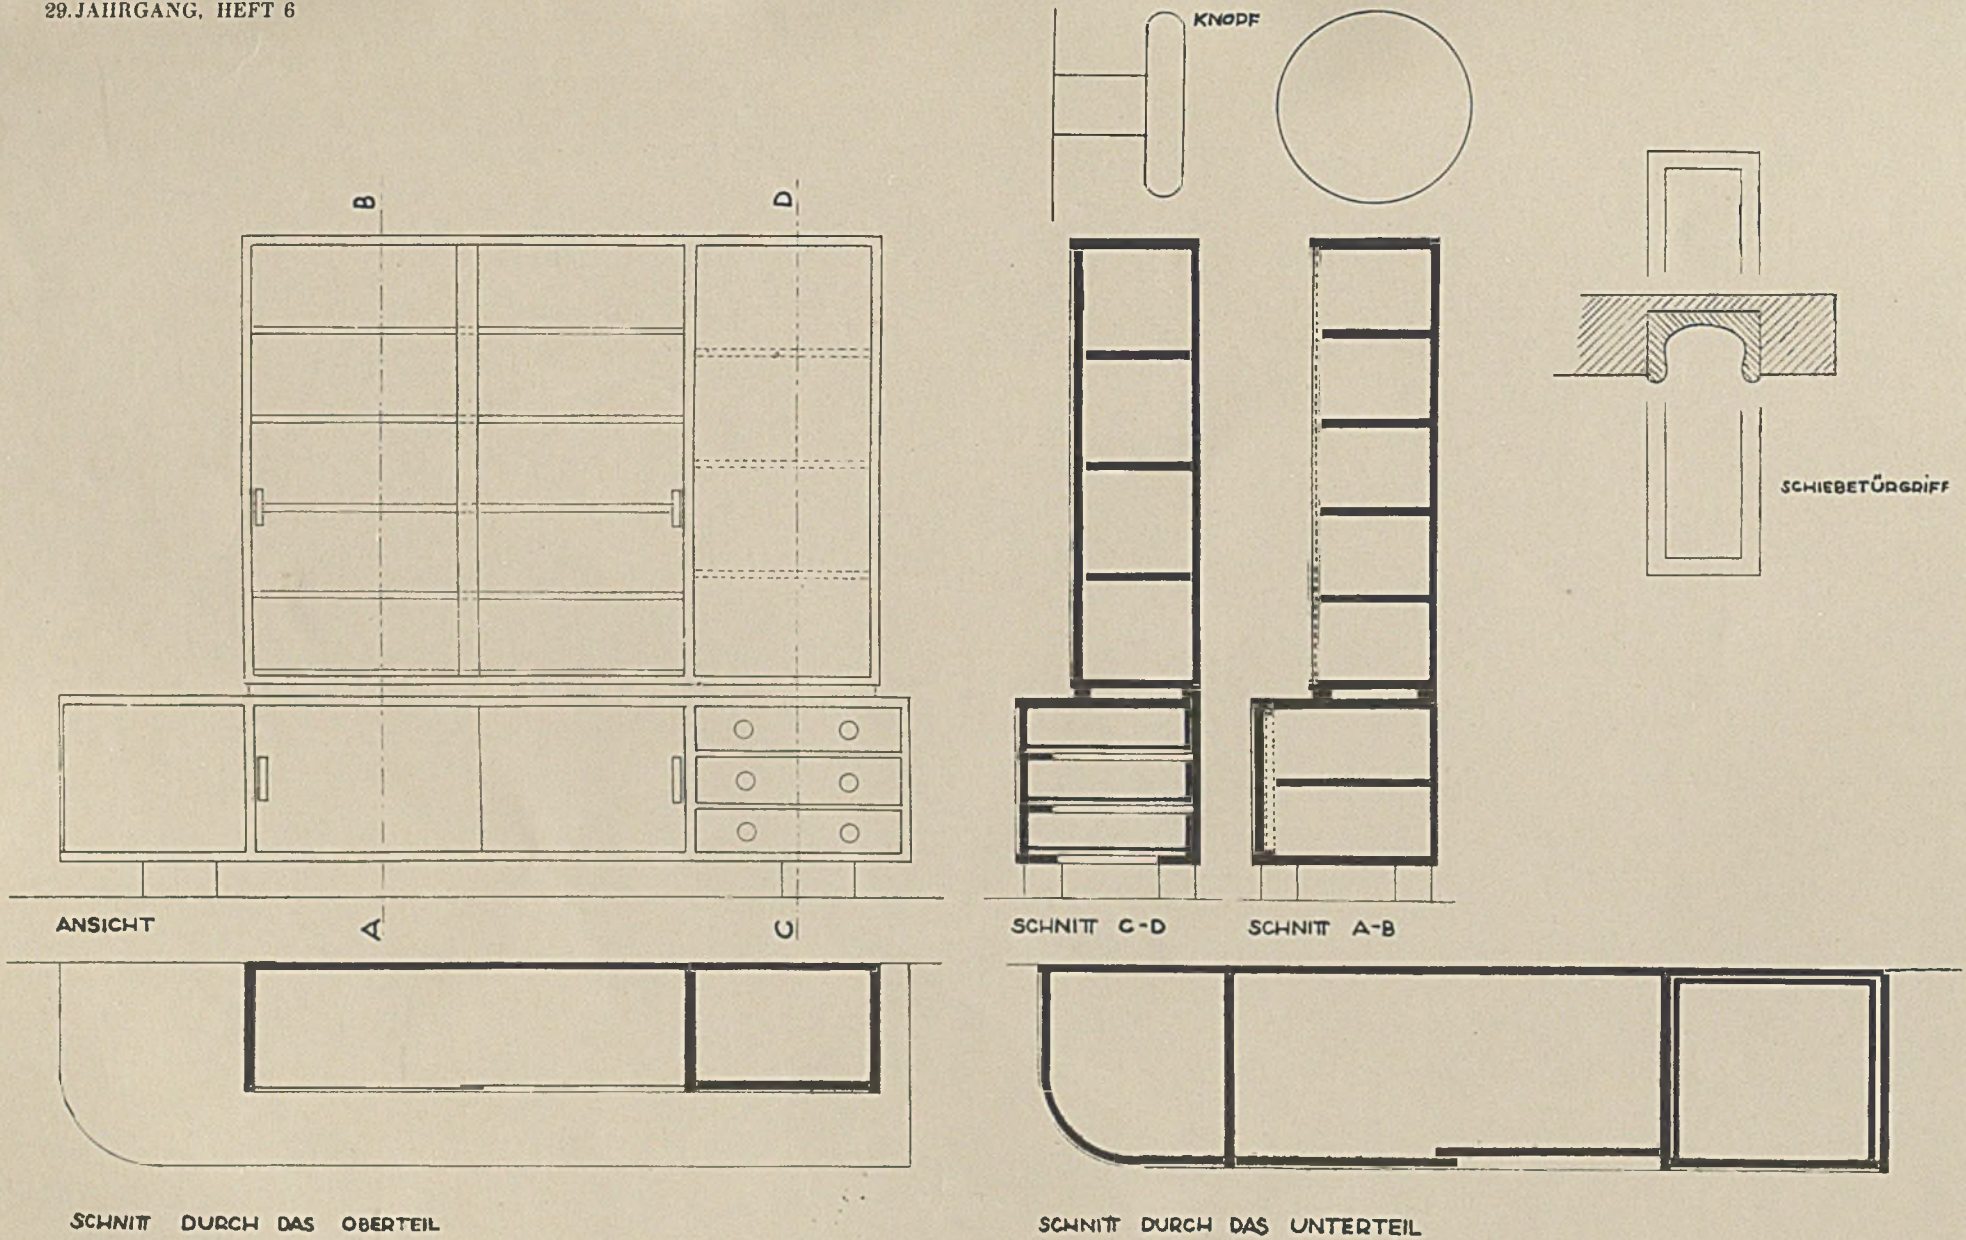 29. JAHRGANG, HEFT 6
KNOPF
B
D
SCHIEBETÜRGRIFF
ANSICHT
A
C
SCHNITT C-D
SCHNITT A-B
SCHNITT DURCH DAS OBERTEIL
SCHNITT DURCH DAS UNTERTEIL